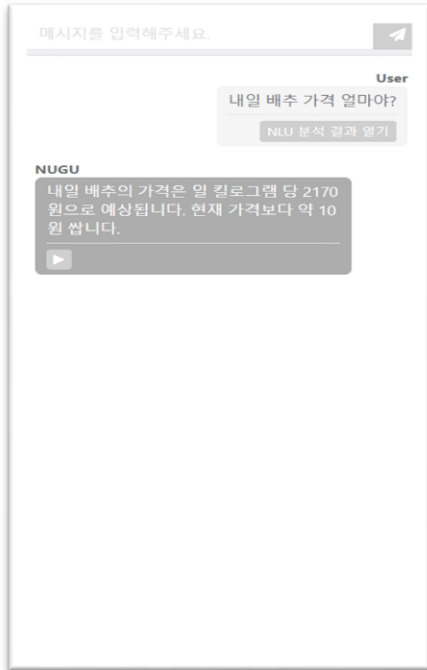 메시지를 입력해주세요.
User
내일 배추 가격 얼마야?
NLU 분석 결과 열기
NUGU
내일 배추의 가격은 일 킬로그램 당 2170
원으로 예상됩니다. 현재 가격보다 약 10
원 쌉니다.